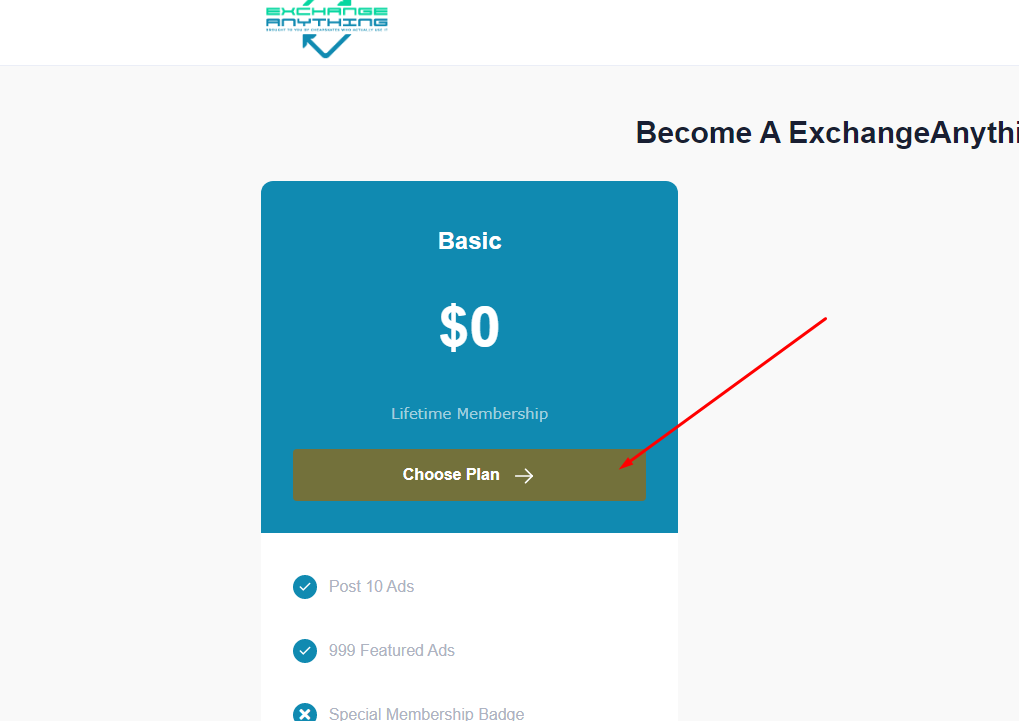 EXCHANGE
ANYTHING
Become A ExchangeAnythi
Basic
$0
Lifetime Membership
Choose Plan
Post 10 Ads
999 Featured Ads
Special Membership Badge